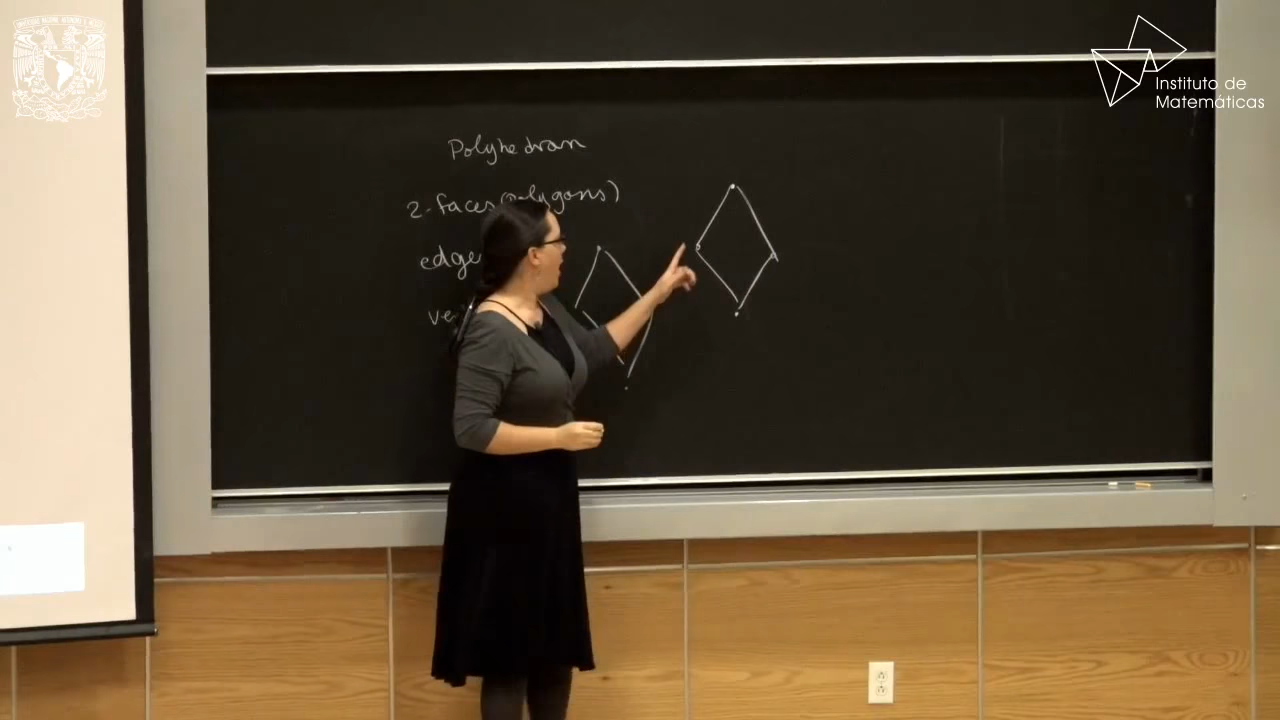 Instituto de
Matemáticas
Polyhedron
2-faces (polygons)
edge
ve